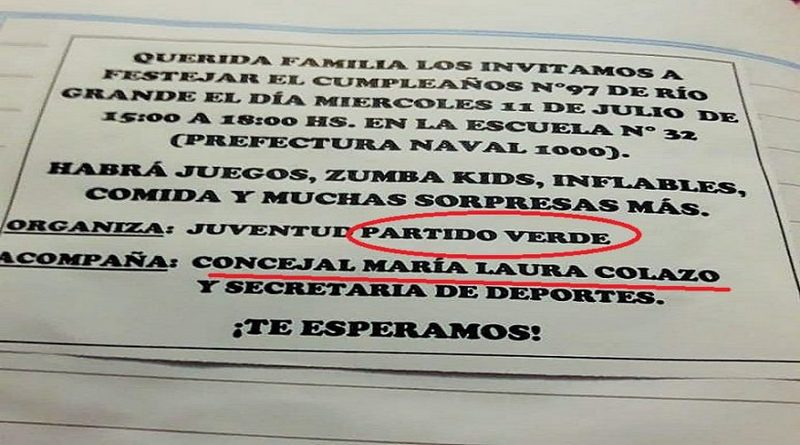 QUERIDA FAMILIA LOS INVITAMOS A
FESTEJAR EL CUMPLEAÑOS N°97 DE RÍO
GRANDE EL DÍA MIERCOLES 11 DE JULIO DE
15:00 A 18:00 HS. EN LA ESCUELA N° 32
(PREFECTURA NAVAL 1000).
HABRÁ JUEGOS, ZUMBA KIDS, INFLABLES,
COMIDA Y MUCHAS SORPRESAS MÁS.
ORGANIZA: JUVENTUD PARTIDO VERDE
ACOMPAÑA: CONCEJAL MARÍA LAURA COLAZO
Y SECRETARIA DE DEPORTES.
¡TE ESPERAMOS!